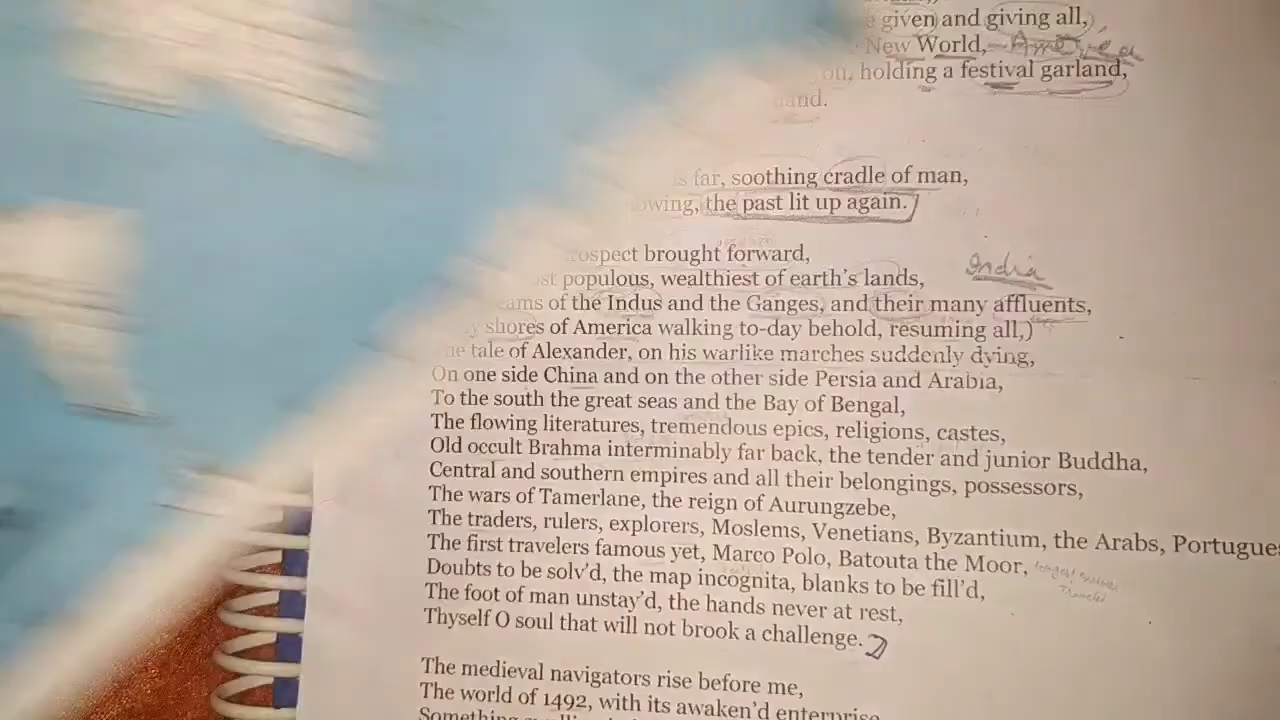 given and giving all,
New World, America
holding a festival garland,
far, soothing cradle of man,
the past lit up again.
brought forward,
populous, wealthiest of earth's lands, India
of the Indus and the Ganges, and their many affluents,
shores of America walking to-day behold, resuming all,)
tale of Alexander, on his warlike marches suddenly dying,
On one side China and on the other side Persia and Arabia,
To the south the great seas and the Bay of Bengal,
The flowing literatures, tremendous epics, religions, castes,
Old occult Brahma interminably far back, the tender and junior Buddha,
Central and southern empires and all their belongings, possessors,
The wars of Tamerlane, the reign of Aurungzebe,
The traders, rulers, explorers, Moslems, Venetians, Byzantium, the Arabs, Portugues
The first travelers famous yet, Marco Polo, Batouta the Moor,
Doubts to be solv'd, the map incognita, blanks to be fill'd,
The foot of man unstay'd, the hands never at rest,
Thyself O soul that will not brook a challenge.
The medieval navigators rise before me,
The world of 1492, with its awaken'd enterprise